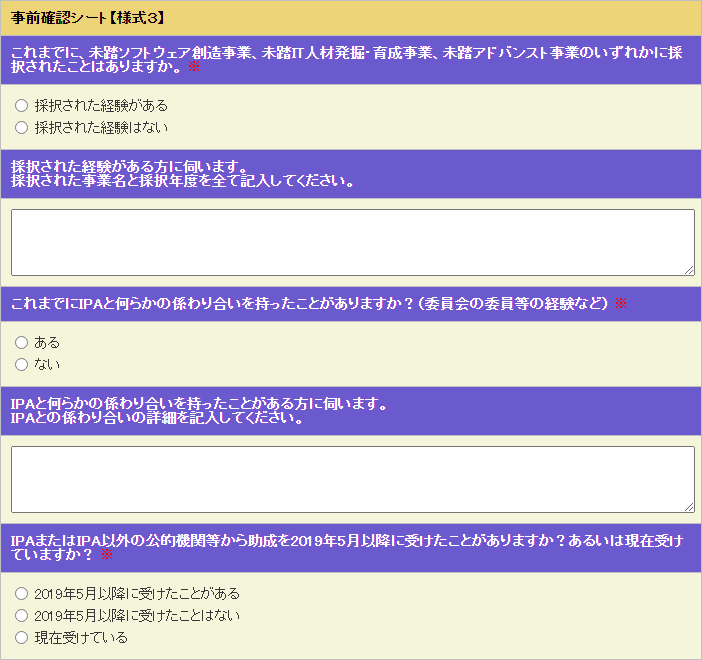 事前確認シート【様式３】
これまでに、未踏ソフトウェア創造事業、未踏IT人材発掘・育成事業、未踏アドバンスト事業のいずれかに採
択されたことはありますか。 ※
採択された経験がある
採択された経験はない
採択された経験がある方に伺います。
採択された事業名と採択年度を全て記入してください。
これまでにIPAと何らかの係わり合いを持ったことがありますか？（委員会の委員等の経験など） ※
ある
ない
IPAと何らかの係わり合いを持ったことがある方に伺います。
IPAとの係わり合いの詳細を記入してください。
IPAまたはIPA以外の公的機関等から助成を2019年5月以降に受けたことがありますか？あるいは現在受け
ていますか？ ※
2019年5月以降に受けたことがある
2019年5月以降に受けたことはない
現在受けている